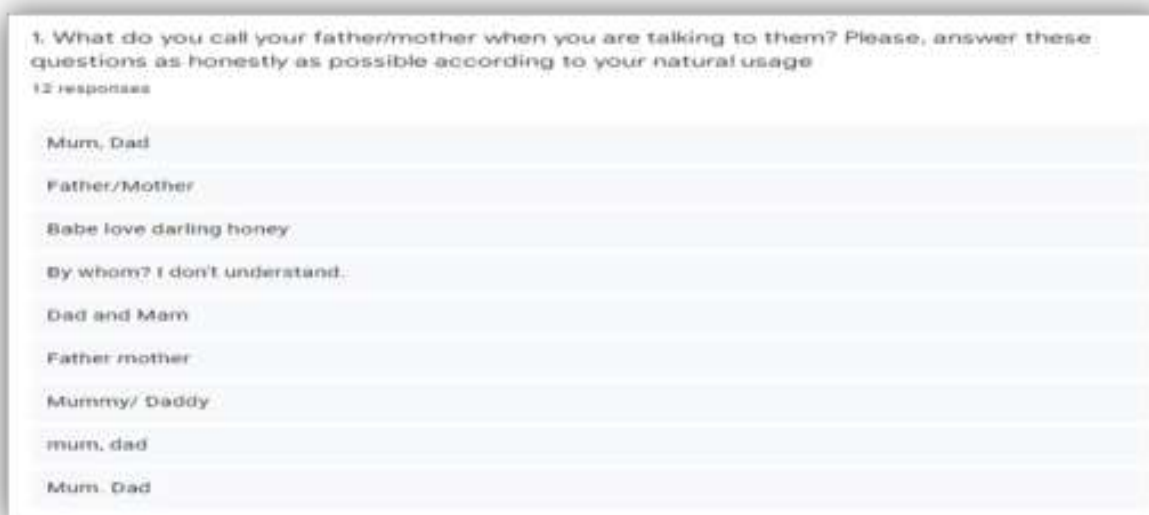 1. What do you call your father/mother when you are talking to them? Please, answer these
questions as honestly as possible according to your natural usage
12 responses
Mum, Dad
Father/Mother
Babe love darling honey
By whom? I don't understand.
Dad and Mam
Father mother
Mummy/ Daddy
mum, dad
Mum. Dad